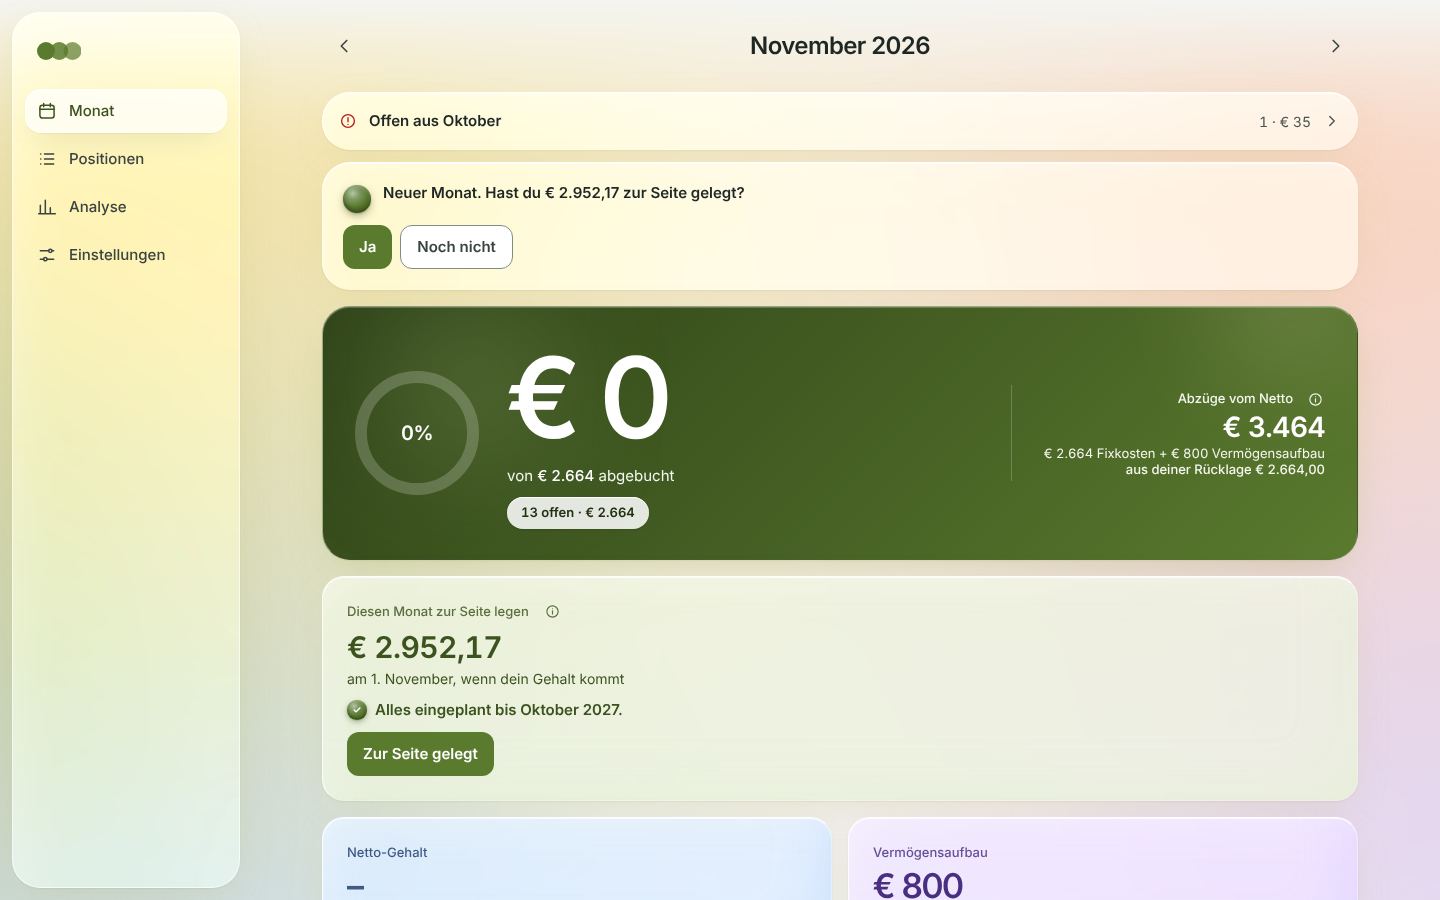 November 2026
Monat
Positionen
Analyse
Einstellungen
Offen aus Oktober
1 · € 35
Neuer Monat. Hast du € 2.952,17 zur Seite gelegt?
Ja
Noch nicht
0%
€ 0
von € 2.664 abgebucht
13 offen · € 2.664
Abzüge vom Netto
€ 3.464
€ 2.664 Fixkosten + € 800 Vermögensaufbau
aus deiner Rücklage € 2.664,00
Diesen Monat zur Seite legen
€ 2.952,17
am 1. November, wenn dein Gehalt kommt
Alles eingeplant bis Oktober 2027.
Zur Seite gelegt
Netto-Gehalt
–
Vermögensaufbau
€ 800